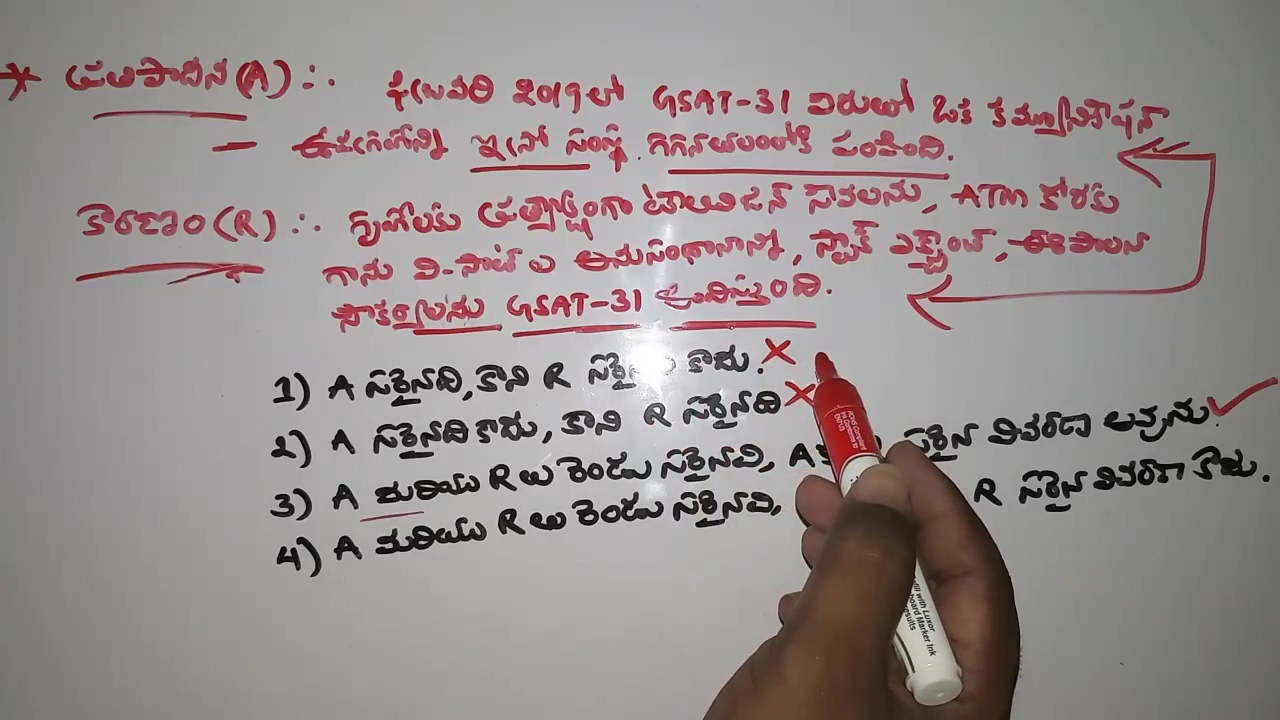 * ప్రతిపాదన (A) :. ఫిబ్రవరి 2019లో GSAT-31 పేరుతో ఒక కమ్యూనికేషన్
- ఉపగ్రహాన్ని ఇస్రో సంస్థ గగనతలంలోకి పంపింది.
కారణం (R) :. గృహాలకు ప్రత్యక్షంగా టెలివిజన్ సేవలను, ATM కొరకు
గాను వి-సాట్ ల అనుసంధానాన్ని, స్టాక్ ఎక్స్చేంజ్, ఈ-పాలన
సౌకర్యాలను GSAT-31 అందిస్తుంది.
1) A సరైనది, కాని R కాదు.
2) A సరైనది కాదు, కాని R సరైనది
3) A మరియు R లు రెండు సరైనవి, A సరైన వివరణ అవును.
4) A మరియు R లు రెండు సరైనవి, R సరైన వివరణ కాదు.